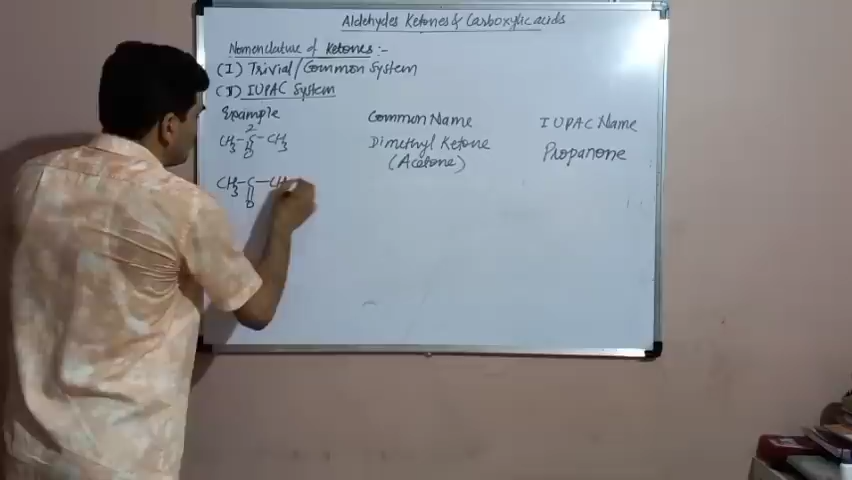 Aldehydes Ketones & Carboxylic acids
Nomenclature of Ketones :-
(I) Trivial/Common System
(II) IUPAC System
Example Common Name IUPAC Name
2
CH3-C-CH3 Dimethyl Ketone Propanone
O (Acetone)
CH3-C-CH
O